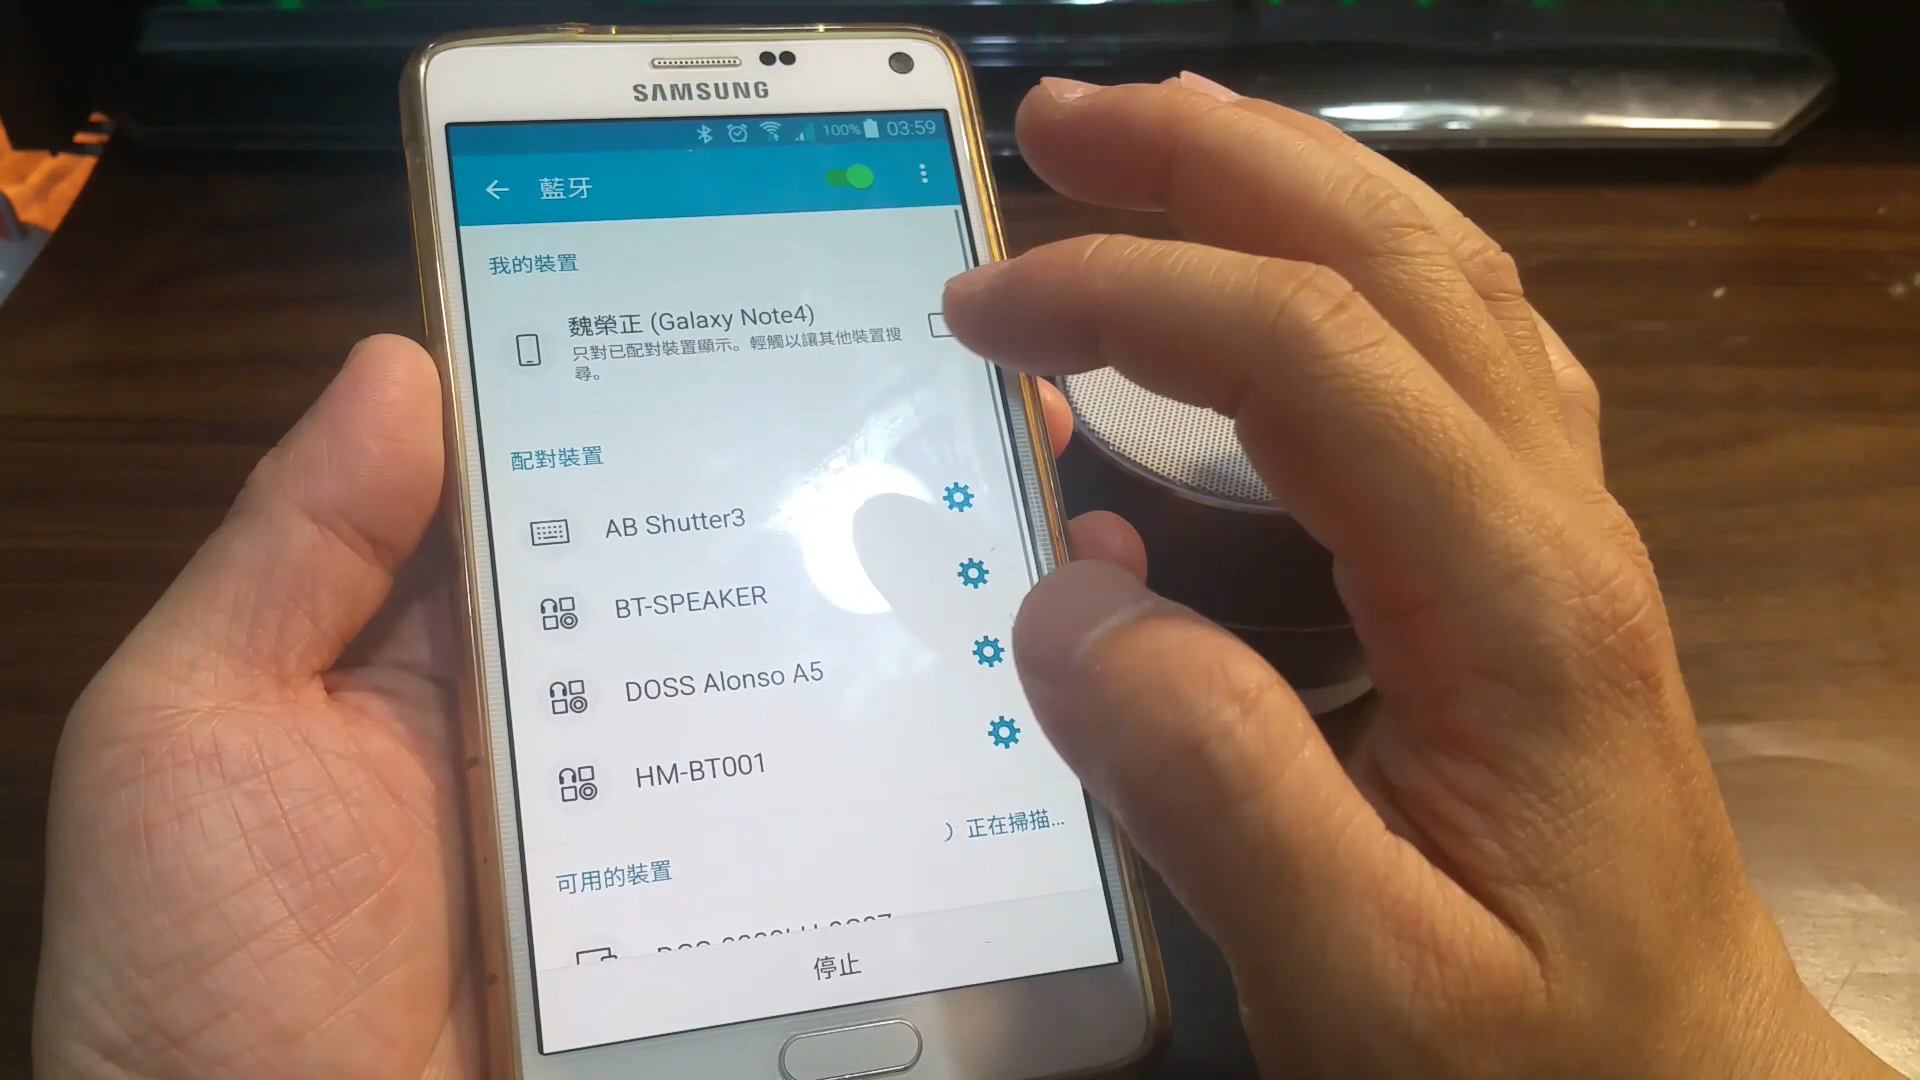 SAMSUNG
100% 03:59
藍牙
我的裝置
魏榮正 (Galaxy Note4)
只對已配對裝置顯示。輕觸以讓其他裝置搜
尋。
配對裝置
AB Shutter3
BT-SPEAKER
DOSS Alonso A5
HM-BT001
正在掃描...
可用的裝置
停止